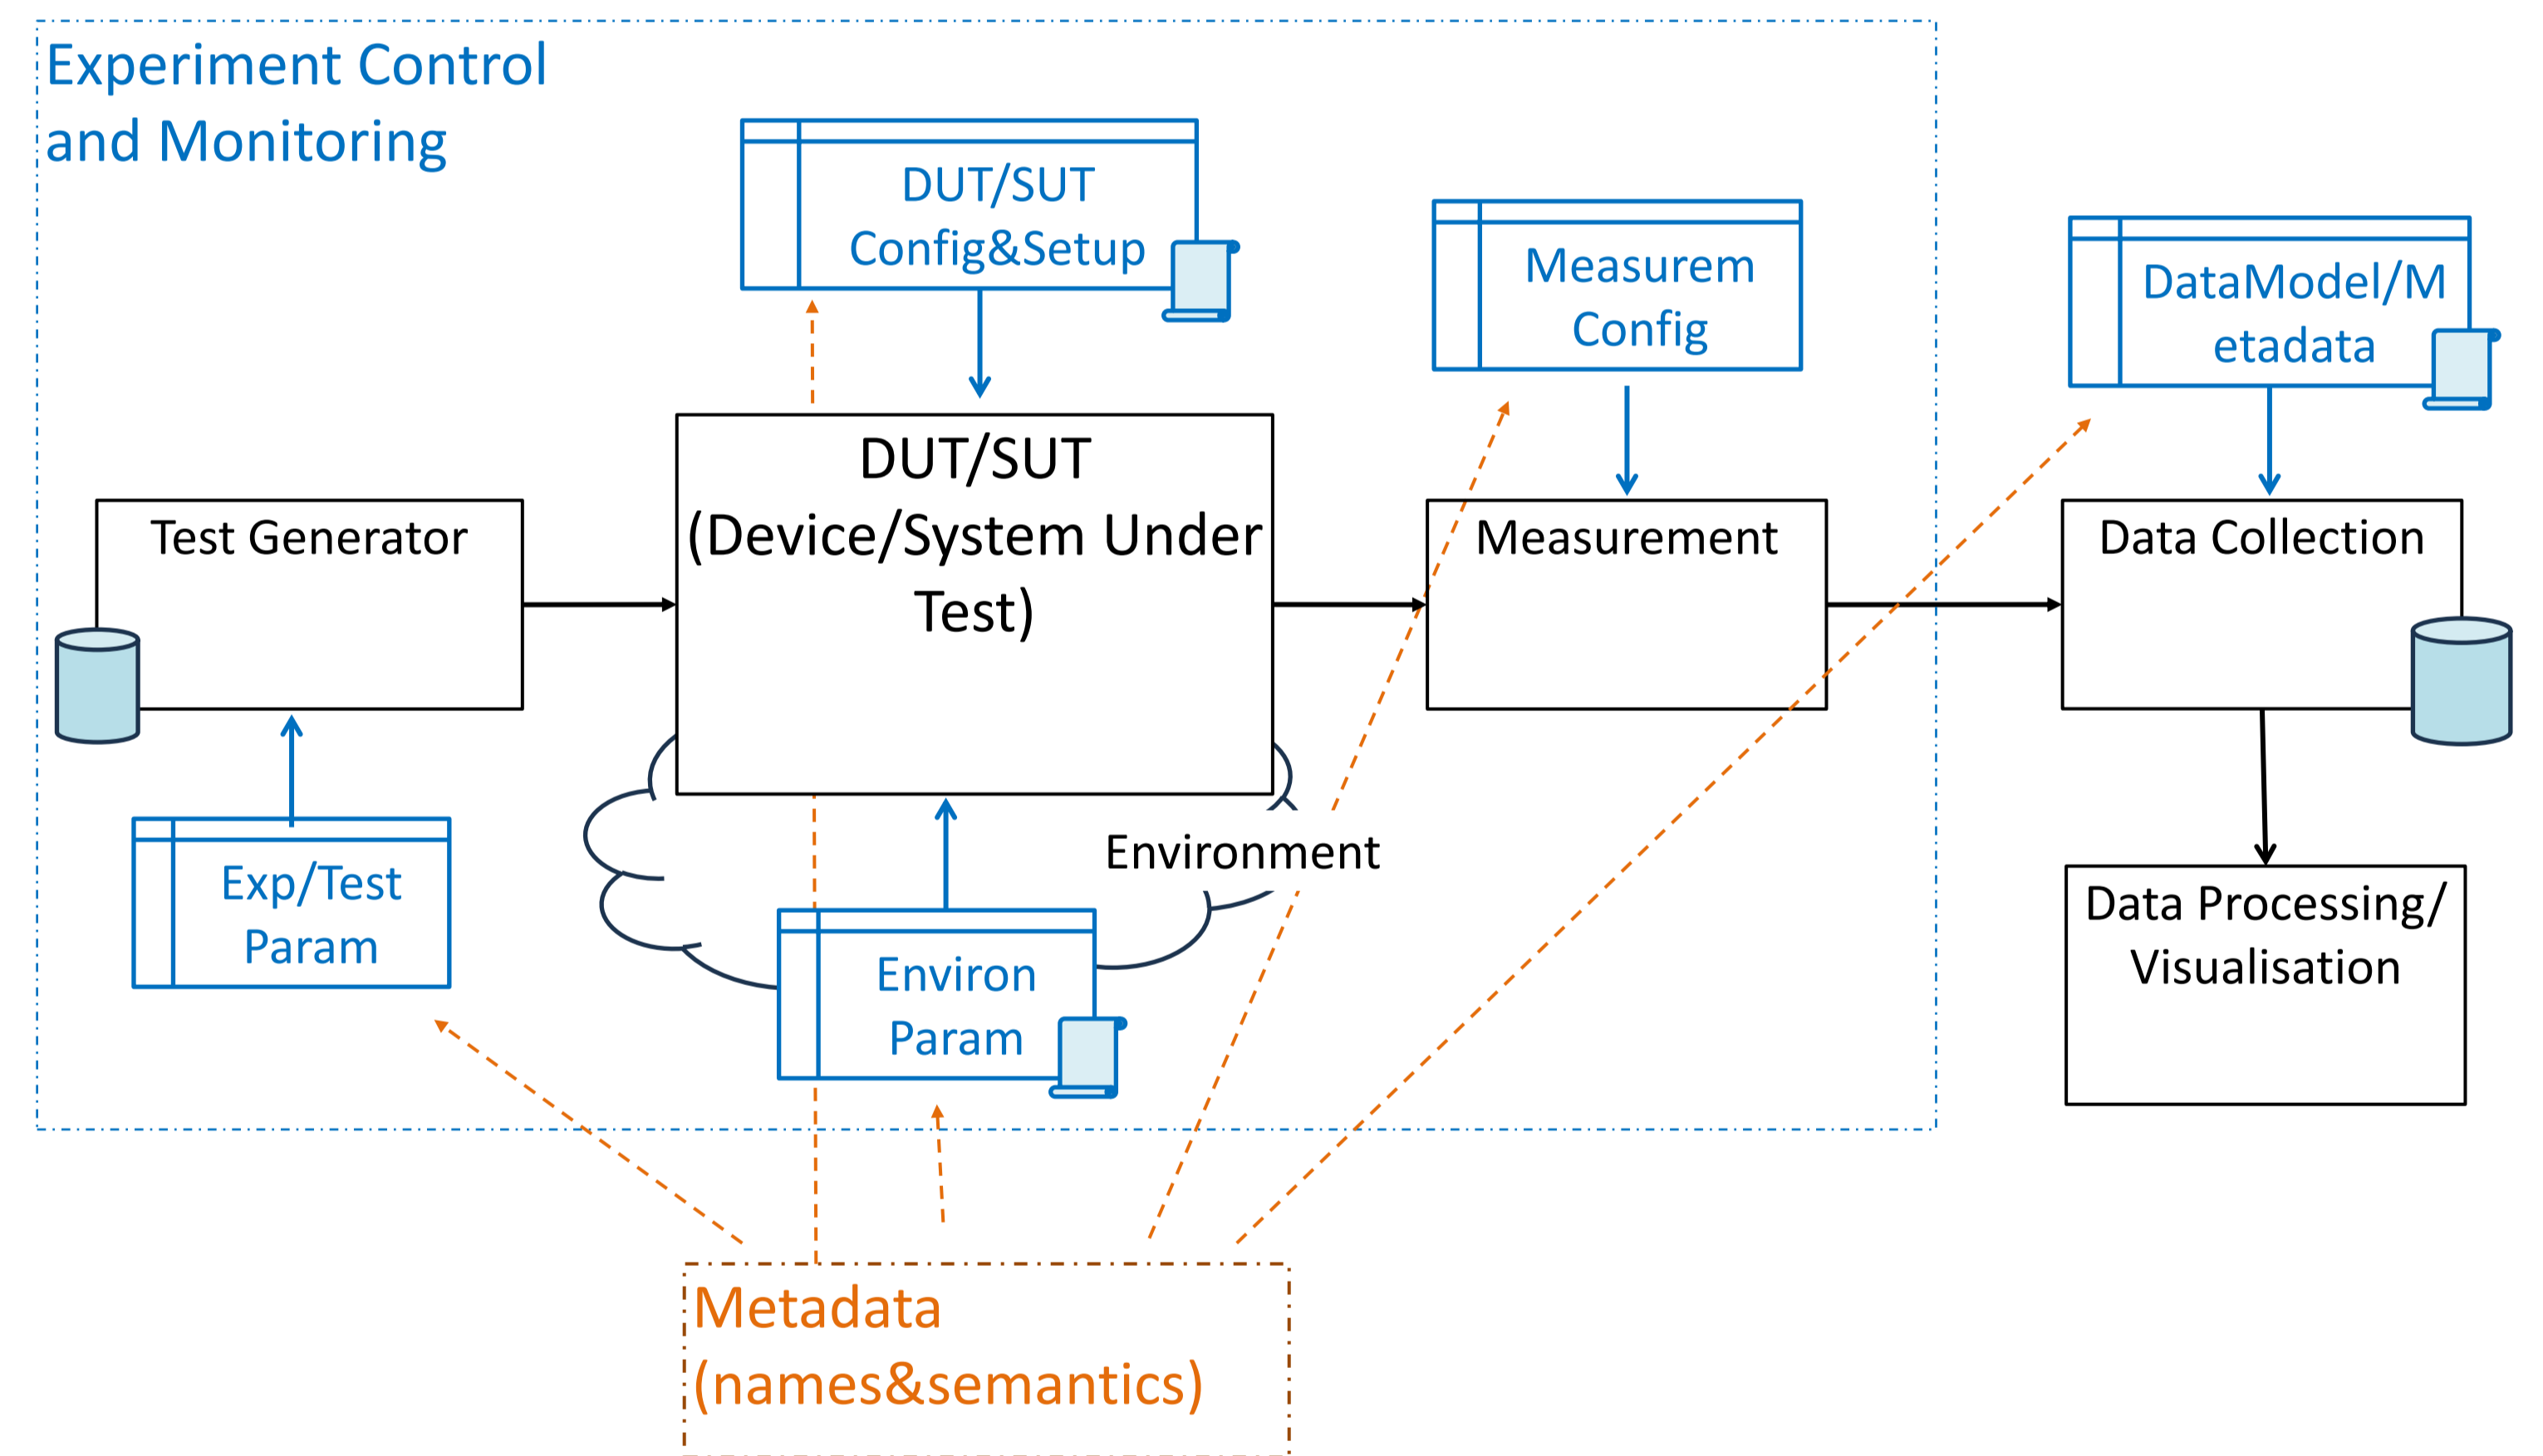 Experiment Control
and Monitoring
DUT/SUT
Config&Setup
Measurem
Config
DataModel/M
etadata
Test Generator
DUT/SUT
(Device/System Under
Test)
Measurement
Data Collection
Exp/Test
Param
Environment
Environ
Param
Data Processing/
Visualisation
Metadata
(names&semantics)